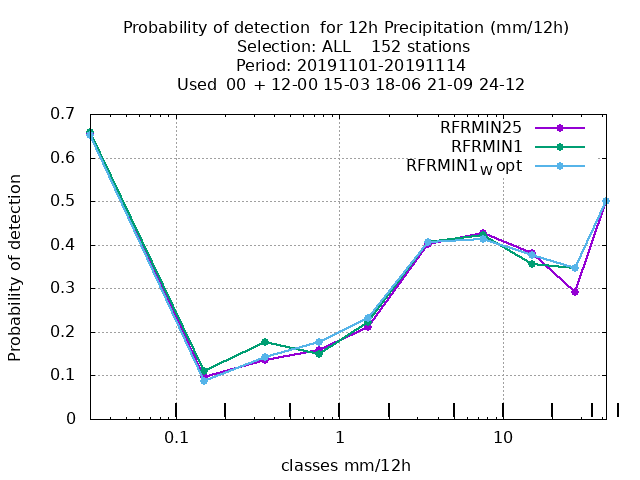 Probability of detection  for 12h Precipitation (mm/12h)
Selection: ALL    152 stations
Period: 20191101-20191114
Used  00 + 12-00 15-03 18-06 21-09 24-12
RFRMIN25
RFRMIN1
RFRMIN1W opt
Probability of detection
0.7
0.6
0.5
0.4
0.3
0.2
0.1
0
0.1
1
10
classes mm/12h